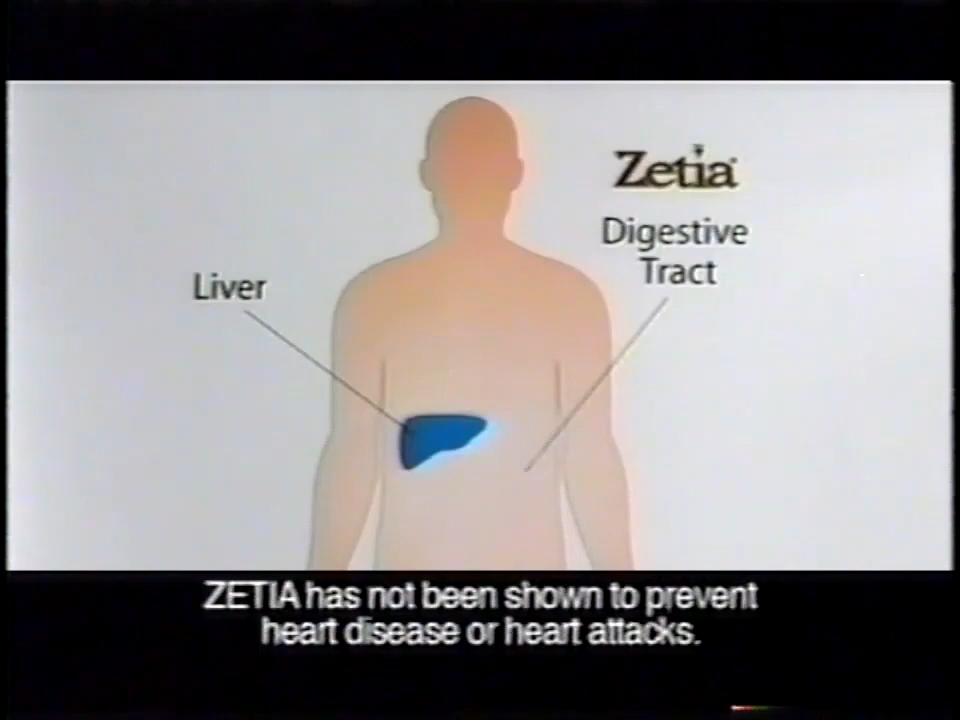 Zetia
Digestive
Tract
Liver
ZETIA has not been shown to prevent
heart disease or heart attacks.